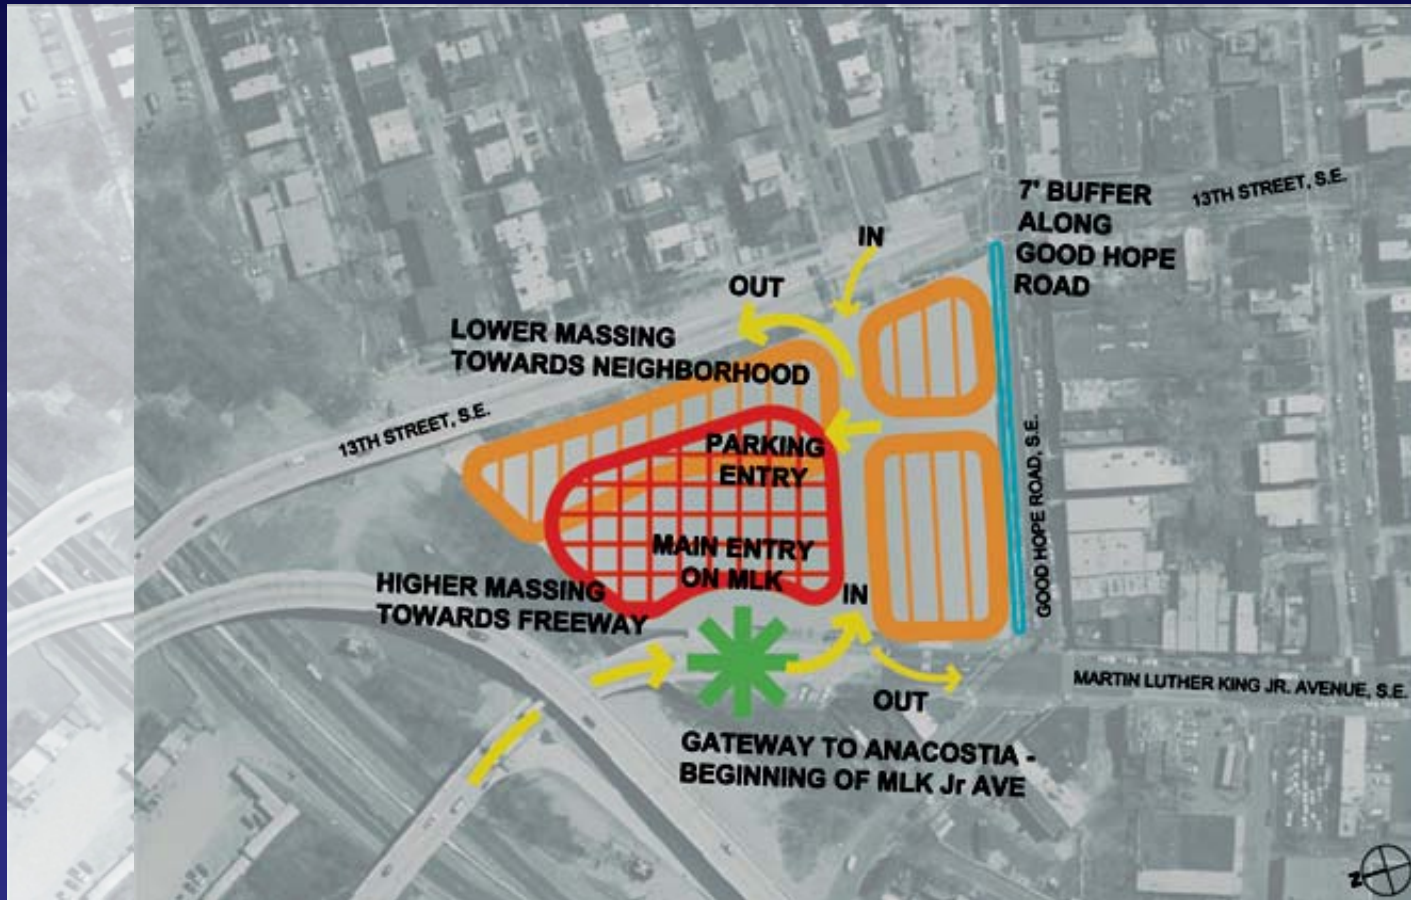 7' BUFFER
ALONG
GOOD HOPE
ROAD
13TH STREET, S.E.
IN
OUT
LOWER MASSING
TOWARDS NEIGHBORHOOD
13TH STREET, S.E.
PARKING
ENTRY
MAIN ENTRY
ON MLK
HIGHER MASSING
TOWARDS FREEWAY
IN
GOOD HOPE ROAD, S.E.
OUT
MARTIN LUTHER KING JR. AVENUE, S.E.
GATEWAY TO ANACOSTIA -
BEGINNING OF MLK Jr AVE
N